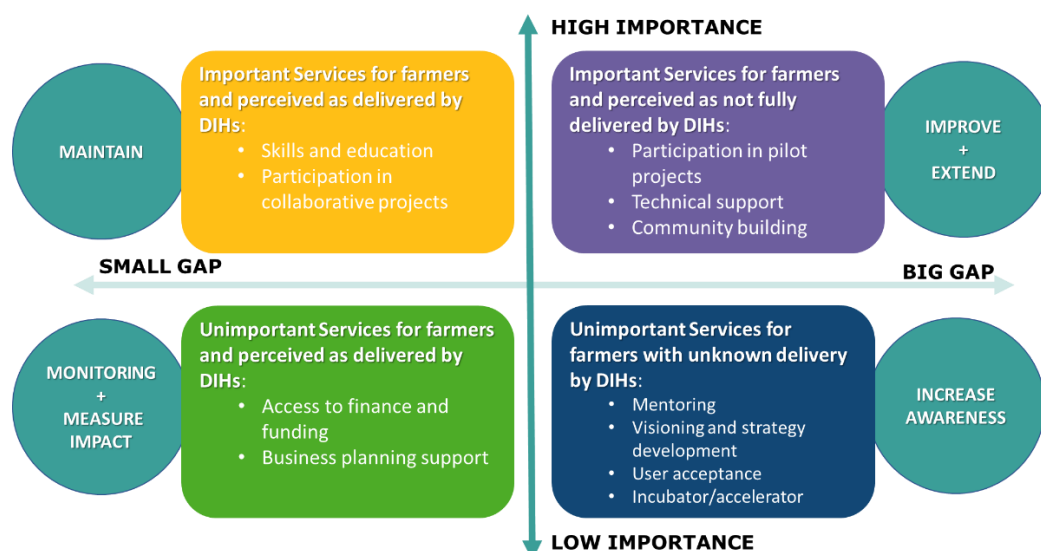 HIGH IMPORTANCE
MAINTAIN
Important Services for farmers
and perceived as delivered by
DIHs:
• Skills and education
• Participation in
collaborative projects
Important Services for farmers
and perceived as not fully
delivered by DIHs:
• Participation in pilot
projects
• Technical support
• Community building
IMPROVE
+
EXTEND
SMALL GAP
BIG GAP
MONITORING
+
MEASURE
IMPACT
Unimportant Services for farmers
and perceived as delivered by
DIHs:
• Access to finance and
funding
• Business planning support
Unimportant Services for
farmers with unknown delivery
by DIHs:
• Mentoring
• Visioning and strategy
development
• User acceptance
• Incubator/accelerator
INCREASE
AWARENESS
LOW IMPORTANCE